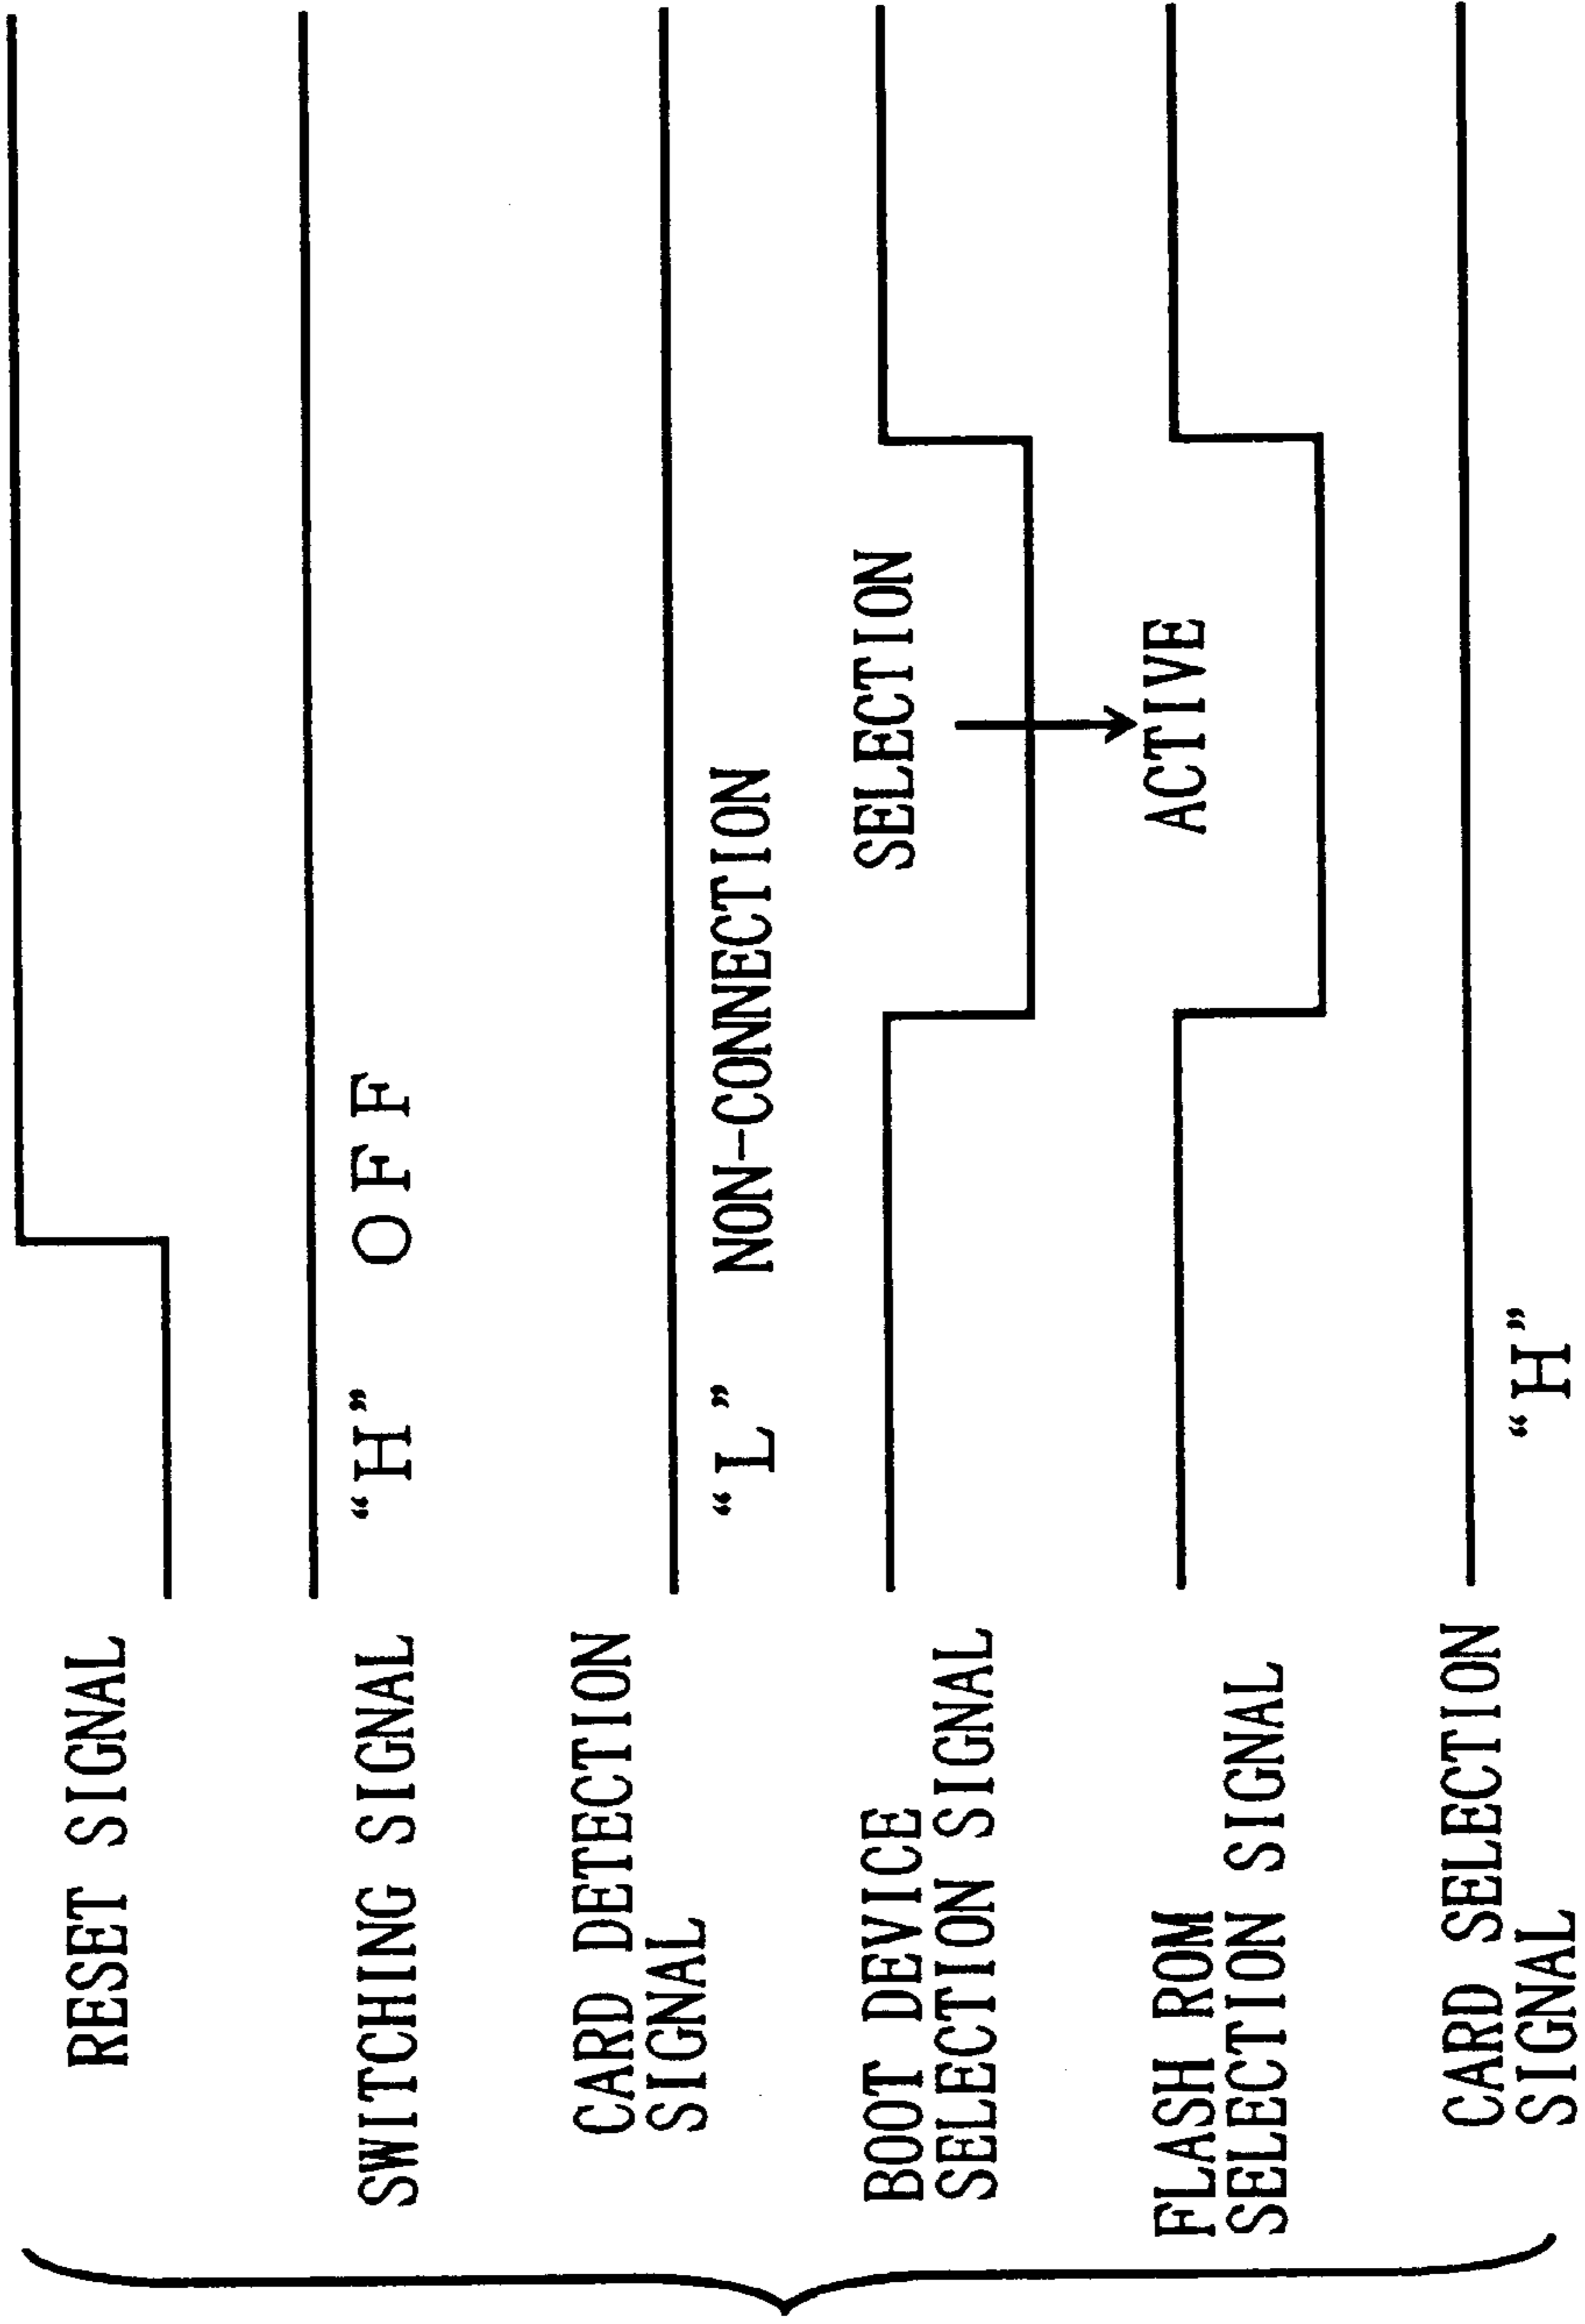 RESET SIGNAL
SWITCHING SIGNAL
“H” OFF
CARD DETECTION
SIGNAL
“L” NON-CONNECTION
BOOT DEVICE
SELECTION SIGNAL
SELECTION
FLASH ROM
SELECTION SIGNAL
ACTIVE
CARD SELECTION
SIGNAL
“H”